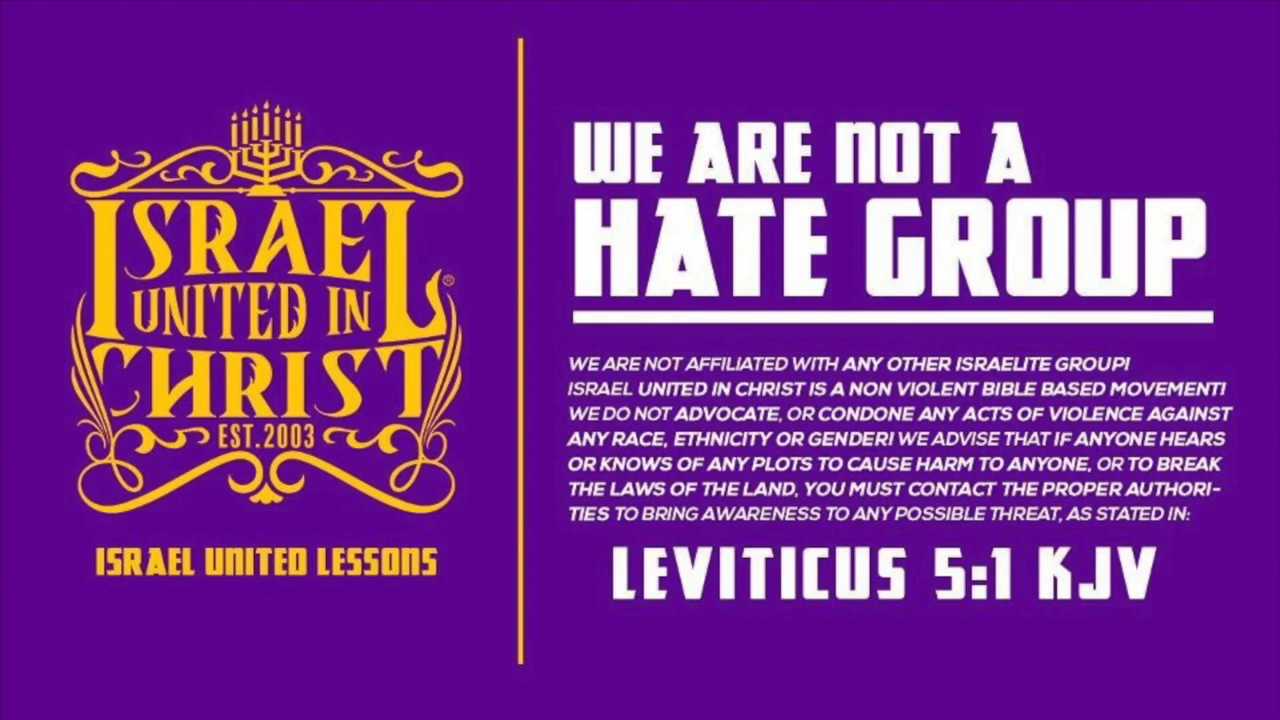 ISRAEL
UNITED IN
CHRIST
EST.2003
®
ISRAEL UNITED LESSONS
WE ARE NOT A
HATE GROUP
WE ARE NOT AFFILIATED WITH ANY OTHER ISRAELITE GROUP!
ISRAEL UNITED IN CHRIST IS A NON VIOLENT BIBLE BASED MOVEMENT!
WE DO NOT ADVOCATE, OR CONDONE ANY ACTS OF VIOLENCE AGAINST
ANY RACE, ETHNICITY OR GENDER! WE ADVISE THAT IF ANYONE HEARS
OR KNOWS OF ANY PLOTS TO CAUSE HARM TO ANYONE, OR TO BREAK
THE LAWS OF THE LAND, YOU MUST CONTACT THE PROPER AUTHORI-
TIES TO BRING AWARENESS TO ANY POSSIBLE THREAT, AS STATED IN:
LEVITICUS 5:1 KJV